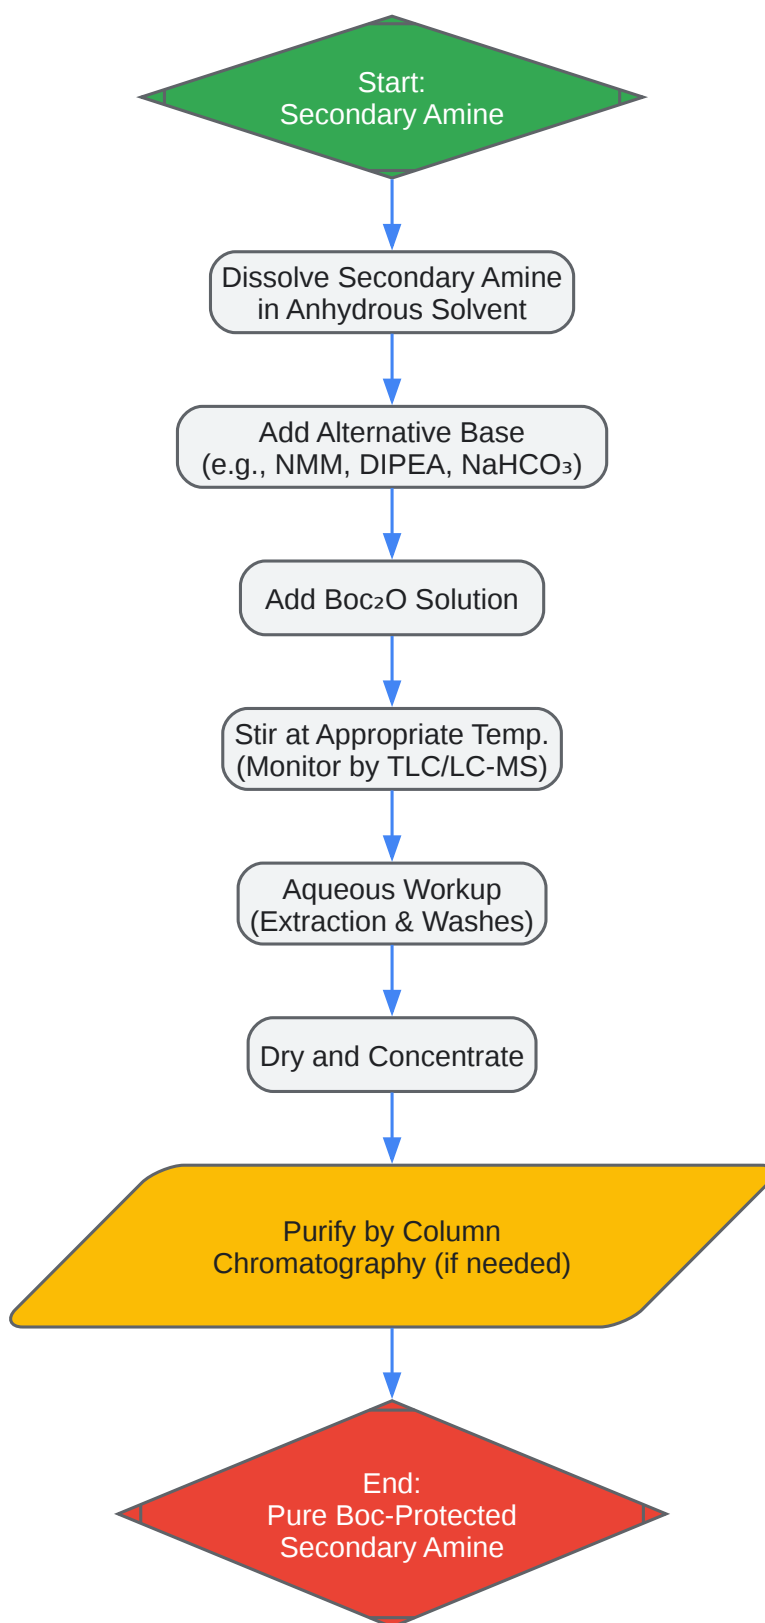 Start:
Secondary Amine
Dissolve Secondary Amine
in Anhydrous Solvent
Add Alternative Base
(e.g., NMM, DIPEA, NaHCO₃)
Add Boc₂O Solution
Stir at Appropriate Temp.
(Monitor by TLC/LC-MS)
Aqueous Workup
(Extraction & Washes)
Dry and Concentrate
Purify by Column
Chromatography (if needed)
End:
Pure Boc-Protected
Secondary Amine